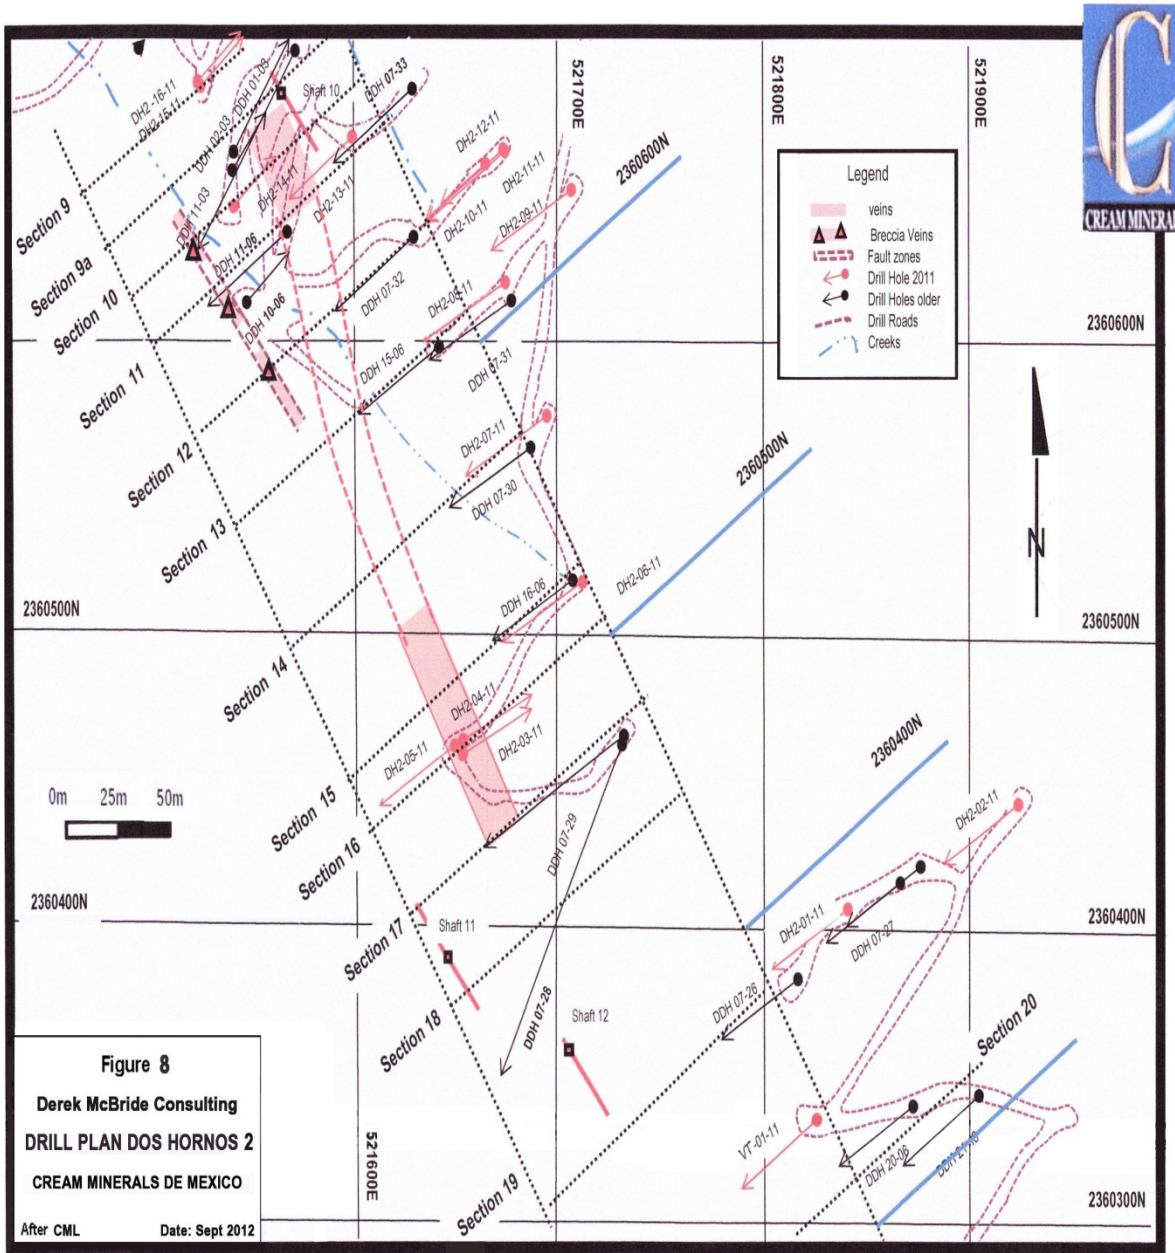 CREAM MINERAL
521700E
521800E
521900E
DH2-16-11
DH2-15-11
DDH 01-03
Shaft 10
DDH 07-33
DDH 02-03
DH2-12-11
DH2-11-11
2360600N
DH2-14-11
DH2-13-11
DH2-10-11
DH2-09-11
DDH 11-03
Section 9
DDH 11-06
Section 9a
DDH 07-32
Section 10
DDH 10-06
Legend
veins
Breccia Veins
Fault zones
Drill Hole 2011
Drill Holes older
Drill Roads
Creeks
2360600N
DDH 15-06
DDH 07-31
Section 11
Section 12
DH2-07-11
2360500N
DDH 07-30
Section 13
N
DDH 16-06
DH2-06-11
2360500N
2360500N
Section 14
DH2-04-11
DH2-05-11
DH2-03-11
2360400N
0m 25m 50m
Section 15
DH2-02-11
Section 16
DDH 07-29
2360400N
2360400N
Section 17
Shaft 11
DH2-01-11
DDH 07-27
DDH 07-26
Section 18
DDH 07-28
Shaft 12
Section 20
VT-01-11
DDH 20-06
521600E
Section 19
2360300N
Figure 8
Derek McBride Consulting
DRILL PLAN DOS HORNOS 2
CREAM MINERALS DE MEXICO
After CML Date: Sept 2012